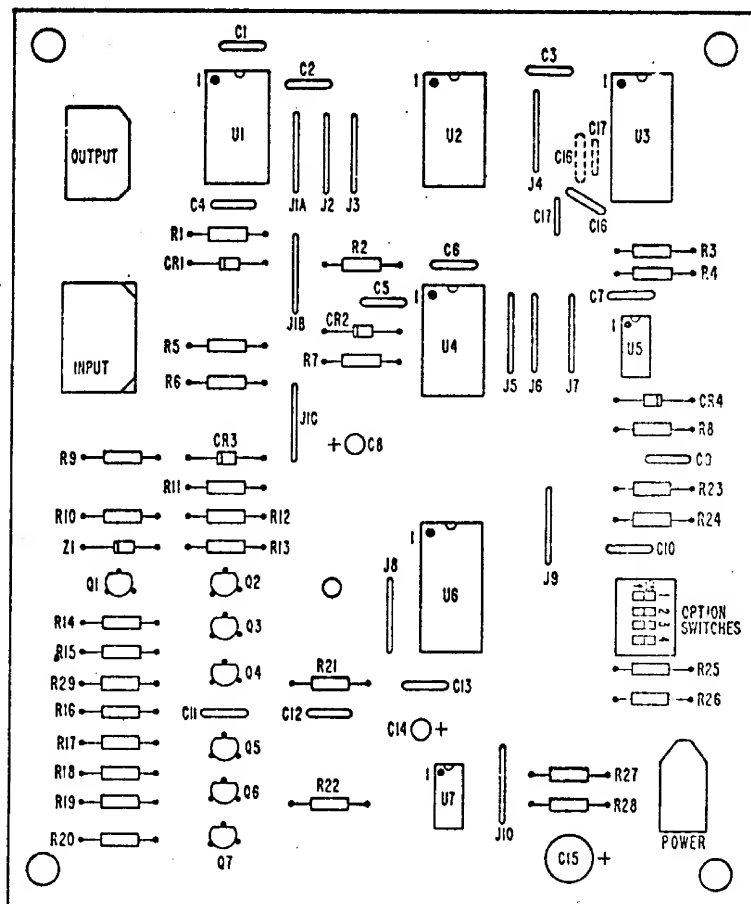 C1
C2
C3
1
U1
1
U2
1
U3
OUTPUT
C16
C17
J1A
J2
J3
J4
C4
C17
C16
R1
R2
C6
R3
CR1
R4
C5
C7
J1B
CR2
1
U4
1
U5
R5
INPUT
R7
R6
J5
J6
J7
J1C
CR4
+
C8
R8
R9
CR3
C9
R11
R23
R10
R12
R24
Z1
R13
J8
1
U6
J9
C10
Q1
Q2
1
2
3
4
OPTION
SWITCHES
R14
Q3
R15
Q4
R21
R25
R29
C13
R16
C11
C12
R26
C14
+
R17
Q5
R18
1
U7
R27
R19
Q6
R22
R28
J10
R20
POWER
Q7
C15
+